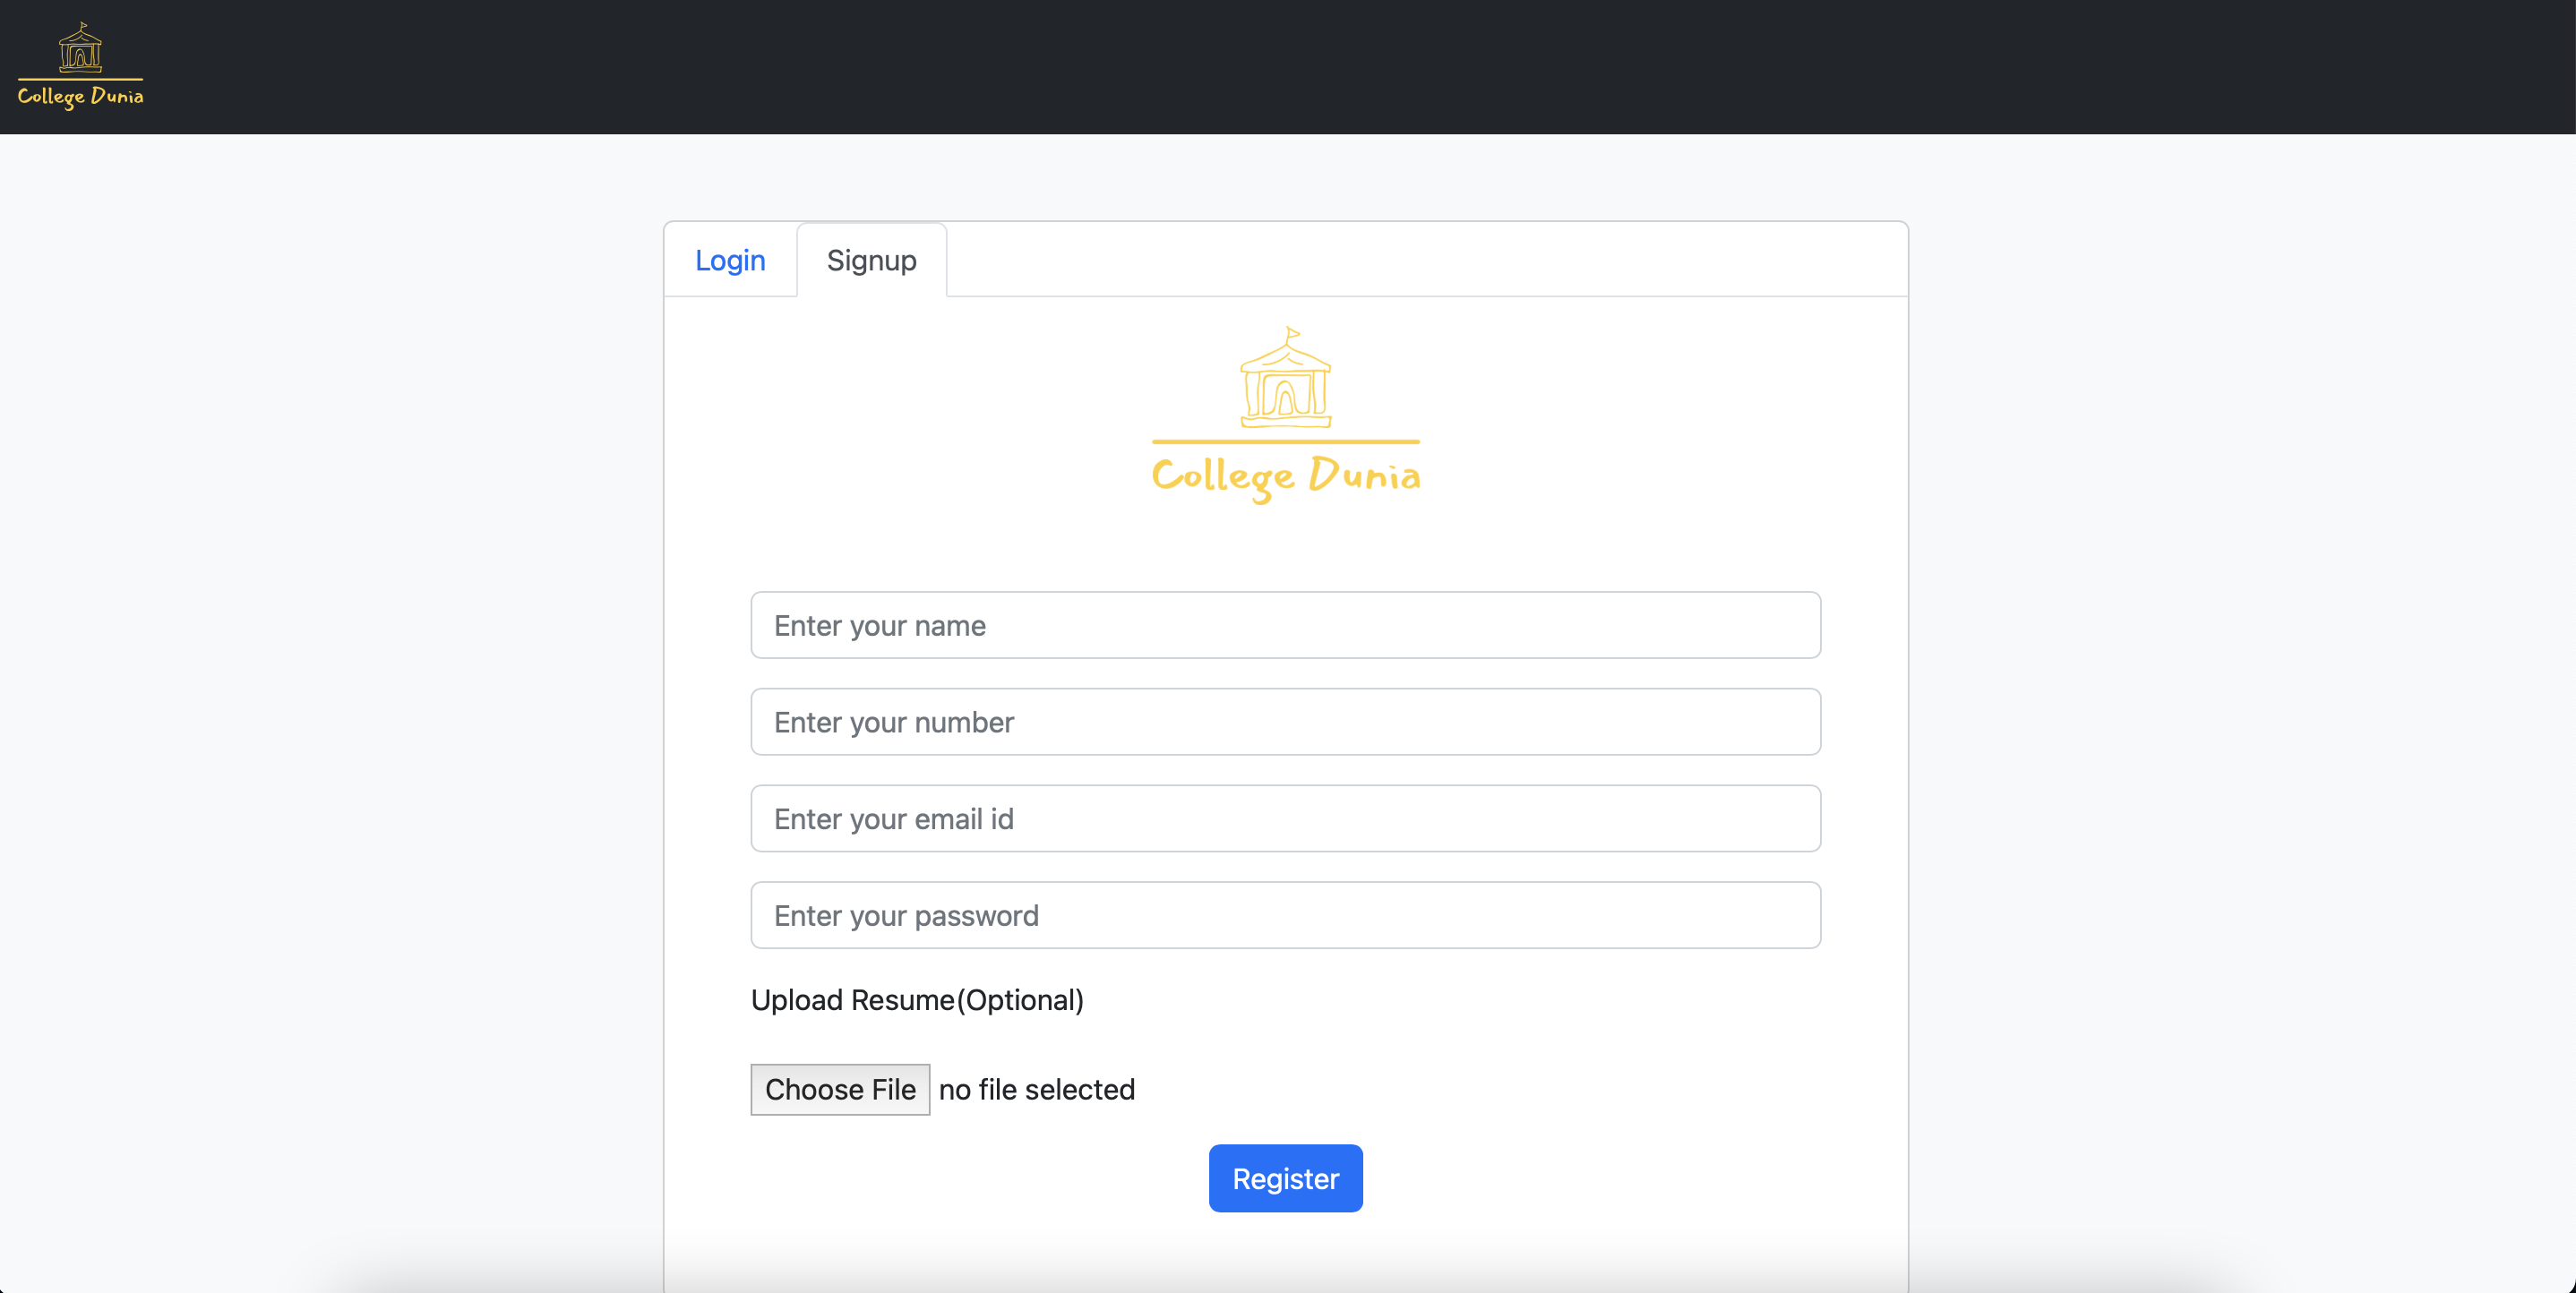 College Dunia
Login
Signup
College Dunia
Enter your name
Enter your number
Enter your email id
Enter your password
Upload Resume(Optional)
Choose File no file selected
Register